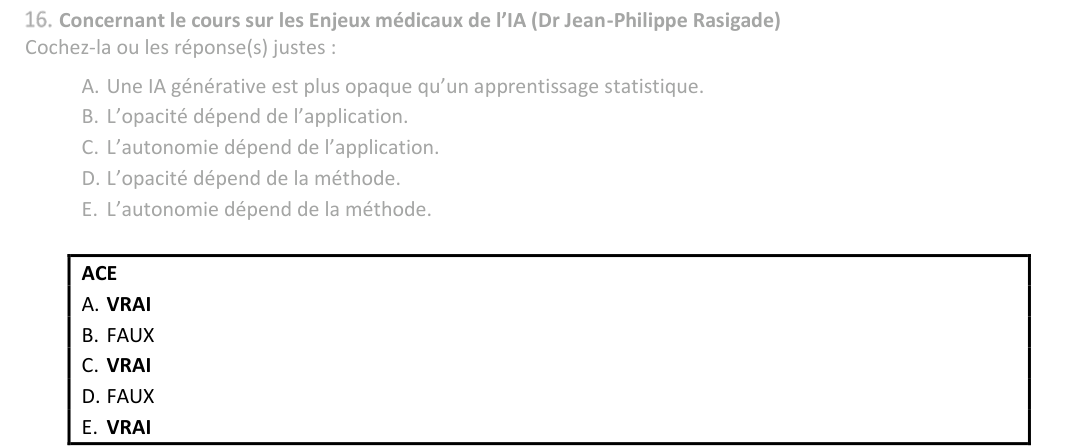 16. Concernant le cours sur les Enjeux médicaux de l’IA (Dr Jean-Philippe Rasigade)
Cochez-la ou les réponse(s) justes :
A. Une IA générative est plus opaque qu’un apprentissage statistique.
B. L’opacité dépend de l’application.
C. L’autonomie dépend de l’application.
D. L’opacité dépend de la méthode.
E. L’autonomie dépend de la méthode.
ACE
A. VRAI
B. FAUX
C. VRAI
D. FAUX
E. VRAI